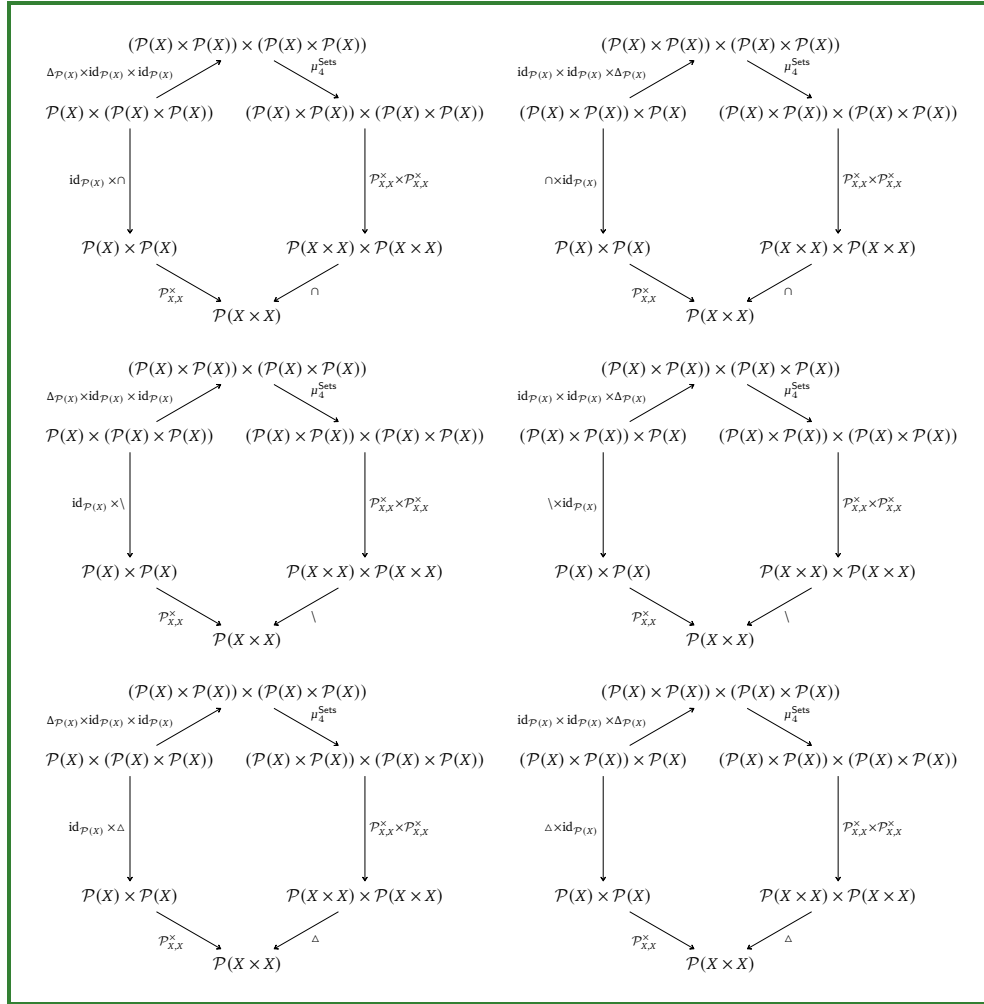 (𝒫(X) × 𝒫(X)) × (𝒫(X) × 𝒫(X)) (𝒫(X) × 𝒫(X)) × (𝒫(X) × 𝒫(X))
Δ_{𝒫(X)}×id_{𝒫(X)} × id_{𝒫(X)} μ_4^{Sets} id_{𝒫(X)} × id_{𝒫(X)} ×Δ_{𝒫(X)} μ_4^{Sets}
𝒫(X) × (𝒫(X) × 𝒫(X)) (𝒫(X) × 𝒫(X)) × (𝒫(X) × 𝒫(X)) (𝒫(X) × 𝒫(X)) × 𝒫(X) (𝒫(X) × 𝒫(X)) × (𝒫(X) × 𝒫(X))
id_{𝒫(X)} ×∩ 𝒫^×_{X,X}×𝒫^×_{X,X} ∩×id_{𝒫(X)} 𝒫^×_{X,X}×𝒫^×_{X,X}
𝒫(X) × 𝒫(X) 𝒫(X × X) × 𝒫(X × X) 𝒫(X) × 𝒫(X) 𝒫(X × X) × 𝒫(X × X)
𝒫^×_{X,X} ∩ 𝒫^×_{X,X} ∩
𝒫(X × X) 𝒫(X × X)
(𝒫(X) × 𝒫(X)) × (𝒫(X) × 𝒫(X)) (𝒫(X) × 𝒫(X)) × (𝒫(X) × 𝒫(X))
Δ_{𝒫(X)}×id_{𝒫(X)} × id_{𝒫(X)} μ_4^{Sets} id_{𝒫(X)} × id_{𝒫(X)} ×Δ_{𝒫(X)} μ_4^{Sets}
𝒫(X) × (𝒫(X) × 𝒫(X)) (𝒫(X) × 𝒫(X)) × (𝒫(X) × 𝒫(X)) (𝒫(X) × 𝒫(X)) × 𝒫(X) (𝒫(X) × 𝒫(X)) × (𝒫(X) × 𝒫(X))
id_{𝒫(X)} ×\ 𝒫^×_{X,X}×𝒫^×_{X,X} \×id_{𝒫(X)} 𝒫^×_{X,X}×𝒫^×_{X,X}
𝒫(X) × 𝒫(X) 𝒫(X × X) × 𝒫(X × X) 𝒫(X) × 𝒫(X) 𝒫(X × X) × 𝒫(X × X)
𝒫^×_{X,X} \ 𝒫^×_{X,X} \
𝒫(X × X) 𝒫(X × X)
(𝒫(X) × 𝒫(X)) × (𝒫(X) × 𝒫(X)) (𝒫(X) × 𝒫(X)) × (𝒫(X) × 𝒫(X))
Δ_{𝒫(X)}×id_{𝒫(X)} × id_{𝒫(X)} μ_4^{Sets} id_{𝒫(X)} × id_{𝒫(X)} ×Δ_{𝒫(X)} μ_4^{Sets}
𝒫(X) × (𝒫(X) × 𝒫(X)) (𝒫(X) × 𝒫(X)) × (𝒫(X) × 𝒫(X)) (𝒫(X) × 𝒫(X)) × 𝒫(X) (𝒫(X) × 𝒫(X)) × (𝒫(X) × 𝒫(X))
id_{𝒫(X)} ×△ 𝒫^×_{X,X}×𝒫^×_{X,X} △×id_{𝒫(X)} 𝒫^×_{X,X}×𝒫^×_{X,X}
𝒫(X) × 𝒫(X) 𝒫(X × X) × 𝒫(X × X) 𝒫(X) × 𝒫(X) 𝒫(X × X) × 𝒫(X × X)
𝒫^×_{X,X} △ 𝒫^×_{X,X} △
𝒫(X × X) 𝒫(X × X)